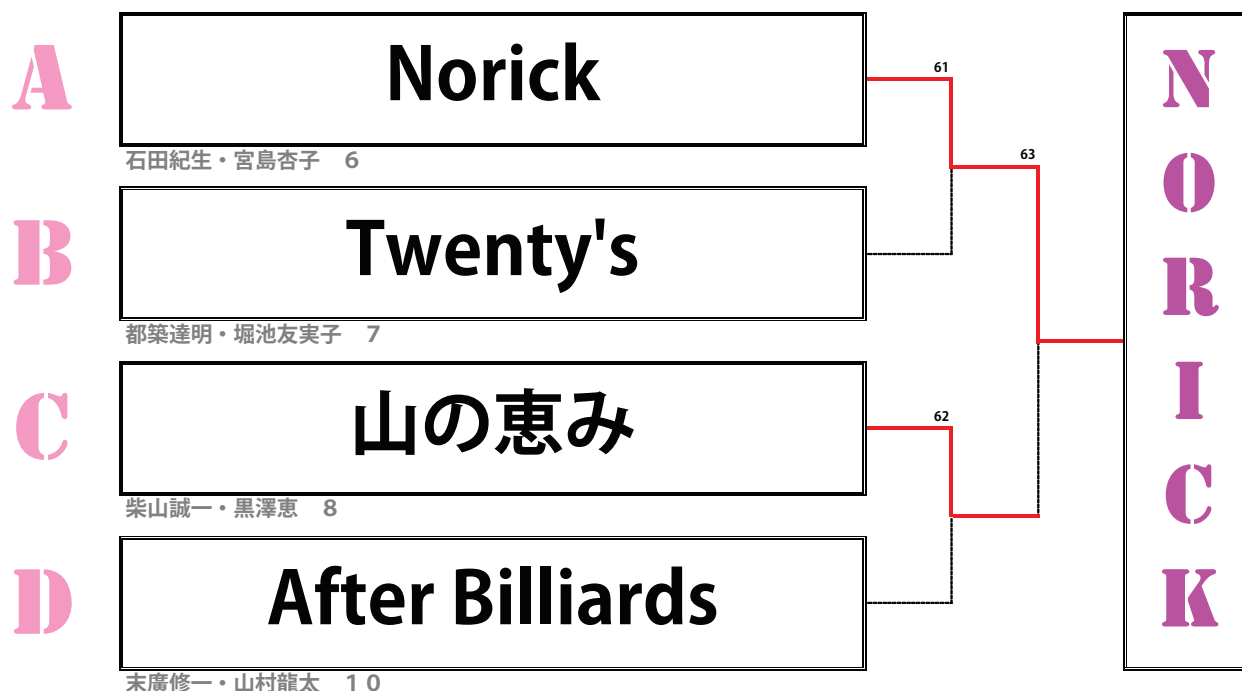 A
Norick
61
石田紀生・宮島杏子　6
63
B
Twenty's
都築達明・堀池友実子　7
C
山の恵み
62
柴山誠一・黒澤恵　8
D
After Billiards
末廣修一・山村龍太　１０
NORICK